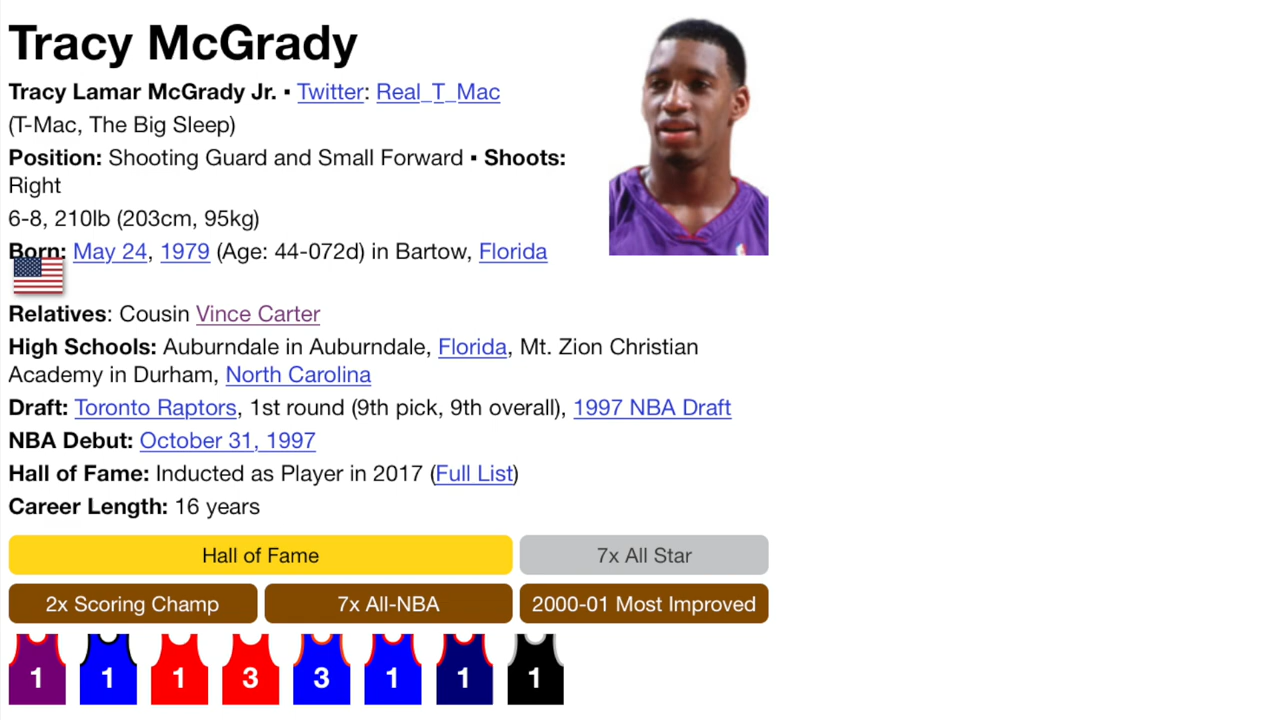 Tracy McGrady
Tracy Lamar McGrady Jr. ▪ Twitter: Real_T_Mac
(T-Mac, The Big Sleep)
Position: Shooting Guard and Small Forward ▪ Shoots:
Right
6-8, 210lb (203cm, 95kg)
Born: May 24, 1979 (Age: 44-072d) in Bartow, Florida
Relatives: Cousin Vince Carter
High Schools: Auburndale in Auburndale, Florida, Mt. Zion Christian
Academy in Durham, North Carolina
Draft: Toronto Raptors, 1st round (9th pick, 9th overall), 1997 NBA Draft
NBA Debut: October 31, 1997
Hall of Fame: Inducted as Player in 2017 (Full List)
Career Length: 16 years
Hall of Fame 7x All Star
2x Scoring Champ 7x All-NBA 2000-01 Most Improved
1 1 1 3 3 1 1 1